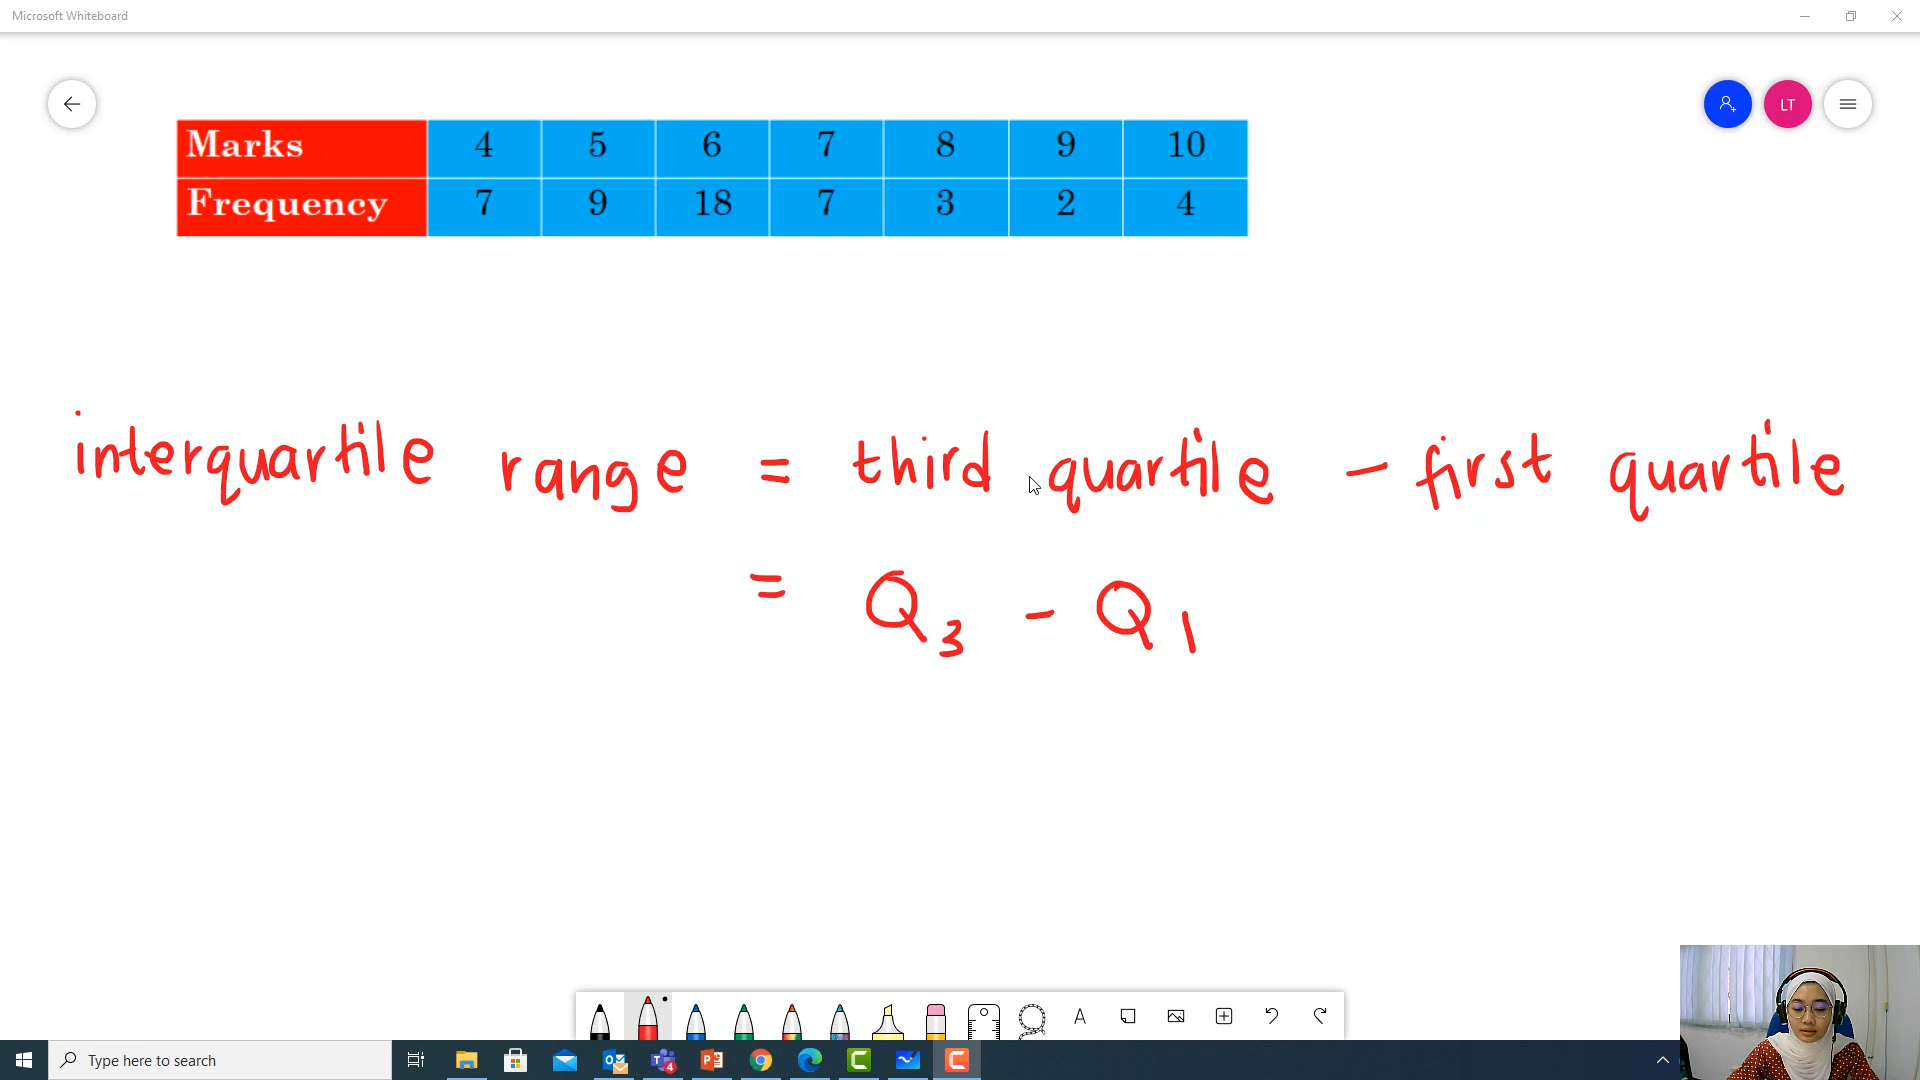 Microsoft Whiteboard
LT
Marks 4 5 6 7 8 9 10
Frequency 7 9 18 7 3 2 4
interquartile range = third quartile - first quartile
= Q3 - Q1
A
Type here to search
4